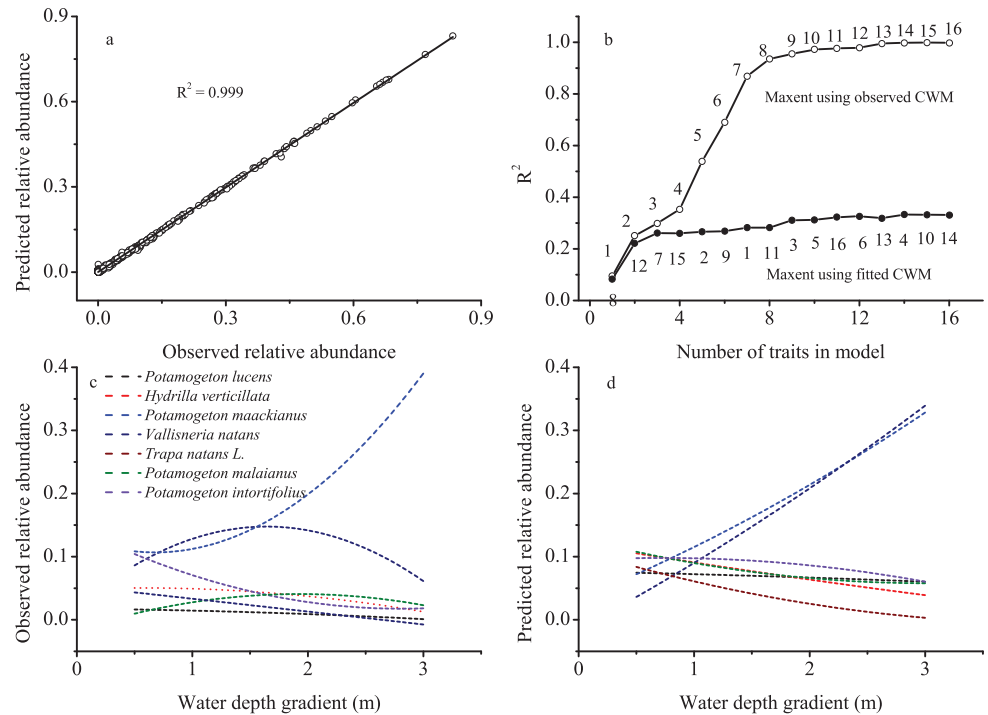 a
R² = 0.999
0.9
0.6
0.3
0.0
Predicted relative abundance
0.0 0.3 0.6 0.9
Observed relative abundance
b
1.0
0.8
0.6
0.4
0.2
0.0
R²
1 2 3 4 5 6 7 8 9 10 11 12 13 14 15 16
Maxent using observed CWM
8 12 7 15 2 9 1 11 3 5 16 6 13 4 10 14
Maxent using fitted CWM
0 4 8 12 16
Number of traits in model
c
Potamogeton lucens
Hydrilla verticillata
Potamogeton maackianus
Vallisneria natans
Trapa natans L.
Potamogeton malaianus
Potamogeton intortifolius
0.4
0.3
0.2
0.1
0.0
Observed relative abundance
0 1 2 3
Water depth gradient (m)
d
0.4
0.3
0.2
0.1
0.0
Predicted relative abundance
0 1 2 3
Water depth gradient (m)